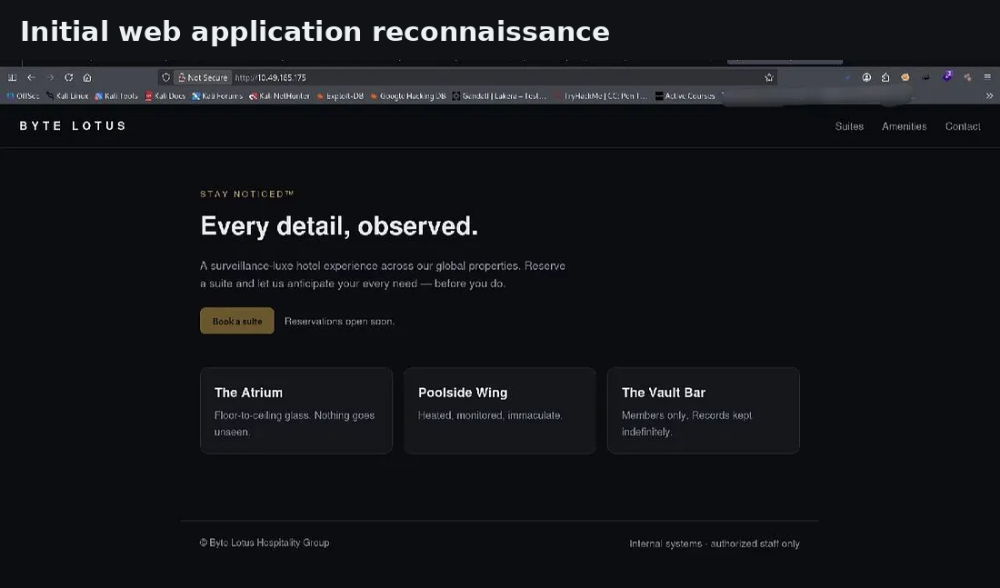 Initial web application reconnaissance
Not Secure http://10.49.165.175
OffSec Kali Linux Kali Tools Kali Docs Kali Forums Kali NetHunter Exploit-DB Google Hacking DB Gandalf | Lakera – Test... TryHackMe | CC: Pen T... Active Courses
BYTE LOTUS
Suites Amenities Contact
STAY NOTICED™
Every detail, observed.
A surveillance-luxe hotel experience across our global properties. Reserve
a suite and let us anticipate your every need — before you do.
Book a suite Reservations open soon.
The Atrium
Floor-to-ceiling glass. Nothing goes
unseen.
Poolside Wing
Heated, monitored, immaculate.
The Vault Bar
Members only. Records kept
indefinitely.
© Byte Lotus Hospitality Group
Internal systems · authorized staff only